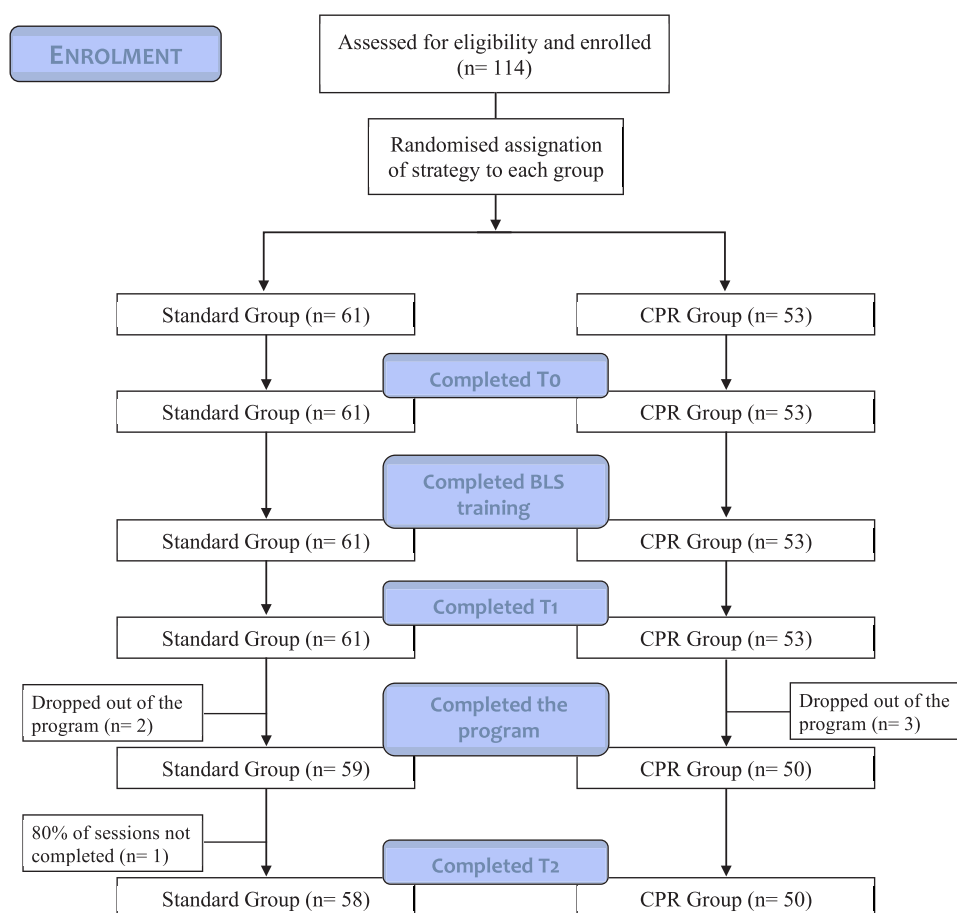 ENROLMENT
Assessed for eligibility and enrolled
(n= 114)
Randomised assignation
of strategy to each group
Standard Group (n= 61)
CPR Group (n= 53)
Completed T0
Standard Group (n= 61)
CPR Group (n= 53)
Completed BLS
training
Standard Group (n= 61)
CPR Group (n= 53)
Completed T1
Standard Group (n= 61)
CPR Group (n= 53)
Dropped out of the
program (n= 2)
Completed the
program
Dropped out of the
program (n= 3)
Standard Group (n= 59)
CPR Group (n= 50)
80% of sessions not
completed (n= 1)
Completed T2
Standard Group (n= 58)
CPR Group (n= 50)